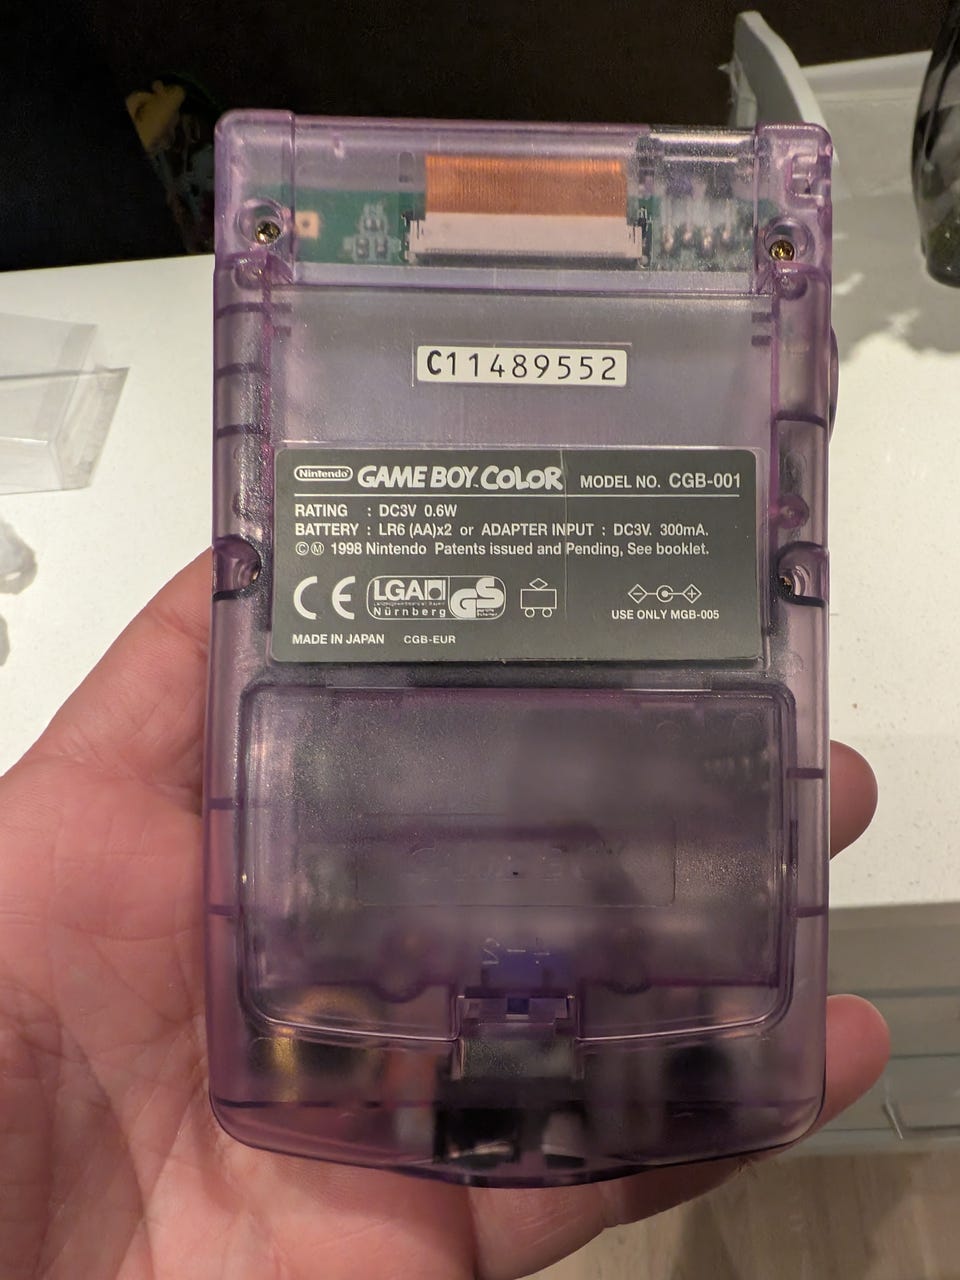 C11489552
Nintendo GAME BOY COLOR MODEL NO. CGB-001
RATING : DC3V 0.6W
BATTERY : LR6 (AA)x2 or ADAPTER INPUT : DC3V. 300mA.
©Ⓜ 1998 Nintendo Patents issued and Pending, See booklet.
CE LGA GS
Nürnberg
USE ONLY MGB-005
MADE IN JAPAN CGB-EUR